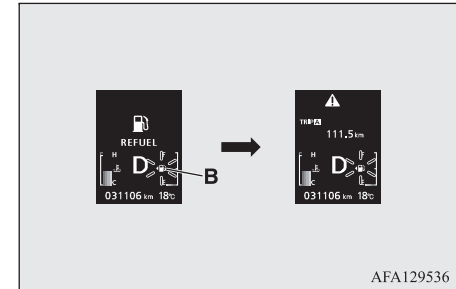 REFUEL
H
F
D
C
E
031106 km 18℃
B
TRIP A
111.5 km
H
F
D
C
E
031106 km 18℃
AFA129536